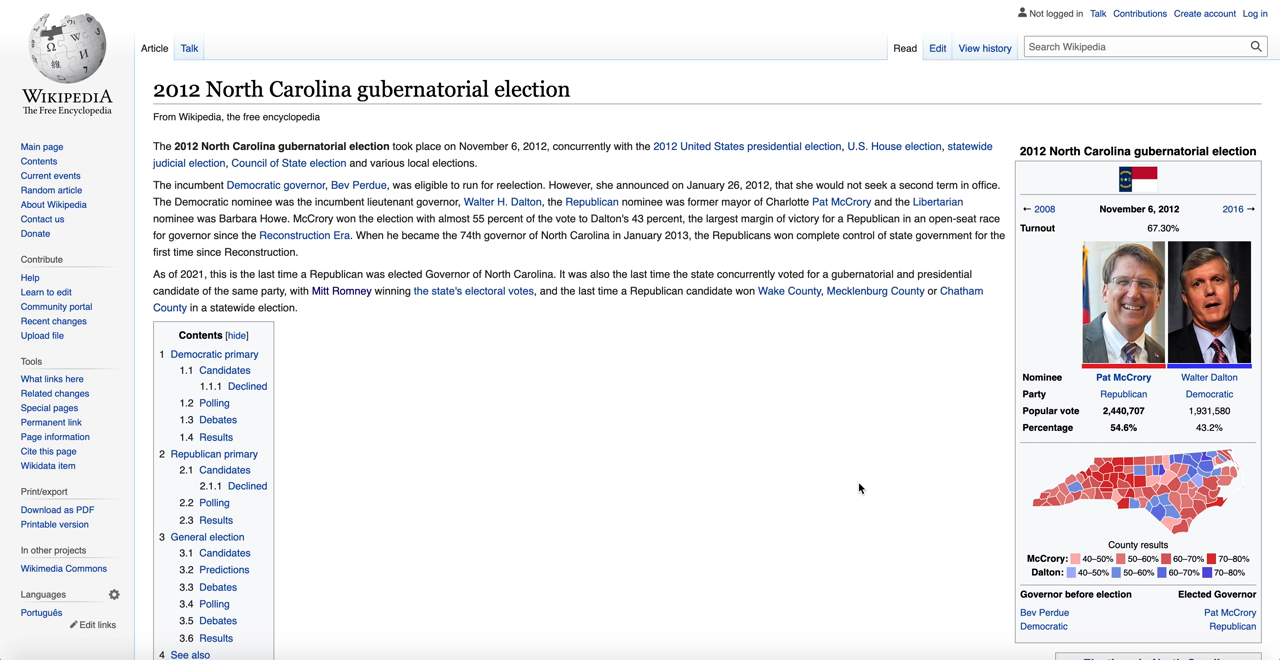 Not logged in Talk Contributions Create account Log in
Article Talk Read Edit View history Search Wikipedia
WIKIPEDIA
The Free Encyclopedia
Main page
Contents
Current events
Random article
About Wikipedia
Contact us
Donate
Contribute
Help
Learn to edit
Community portal
Recent changes
Upload file
Tools
What links here
Related changes
Special pages
Permanent link
Page information
Cite this page
Wikidata item
Print/export
Download as PDF
Printable version
In other projects
Wikimedia Commons
Languages
Português
Edit links
2012 North Carolina gubernatorial election
From Wikipedia, the free encyclopedia
The 2012 North Carolina gubernatorial election took place on November 6, 2012, concurrently with the 2012 United States presidential election, U.S. House election, statewide
judicial election, Council of State election and various local elections.
The incumbent Democratic governor, Bev Perdue, was eligible to run for reelection. However, she announced on January 26, 2012, that she would not seek a second term in office.
The Democratic nominee was the incumbent lieutenant governor, Walter H. Dalton, the Republican nominee was former mayor of Charlotte Pat McCrory and the Libertarian
nominee was Barbara Howe. McCrory won the election with almost 55 percent of the vote to Dalton's 43 percent, the largest margin of victory for a Republican in an open-seat race
for governor since the Reconstruction Era. When he became the 74th governor of North Carolina in January 2013, the Republicans won complete control of state government for the
first time since Reconstruction.
As of 2021, this is the last time a Republican was elected Governor of North Carolina. It was also the last time the state concurrently voted for a gubernatorial and presidential
candidate of the same party, with Mitt Romney winning the state's electoral votes, and the last time a Republican candidate won Wake County, Mecklenburg County or Chatham
County in a statewide election.
Contents [hide]
1 Democratic primary
1.1 Candidates
1.1.1 Declined
1.2 Polling
1.3 Debates
1.4 Results
2 Republican primary
2.1 Candidates
2.1.1 Declined
2.2 Polling
2.3 Results
3 General election
3.1 Candidates
3.2 Predictions
3.3 Debates
3.4 Polling
3.5 Debates
3.6 Results
4 See also
2012 North Carolina gubernatorial election
← 2008 November 6, 2012 2016 →
Turnout 67.30%
Nominee Pat McCrory Walter Dalton
Party Republican Democratic
Popular vote 2,440,707 1,931,580
Percentage 54.6% 43.2%
County results
McCrory: 40–50% 50–60% 60–70% 70–80%
Dalton: 40–50% 50–60% 60–70% 70–80%
Governor before election Elected Governor
Bev Perdue Pat McCrory
Democratic Republican